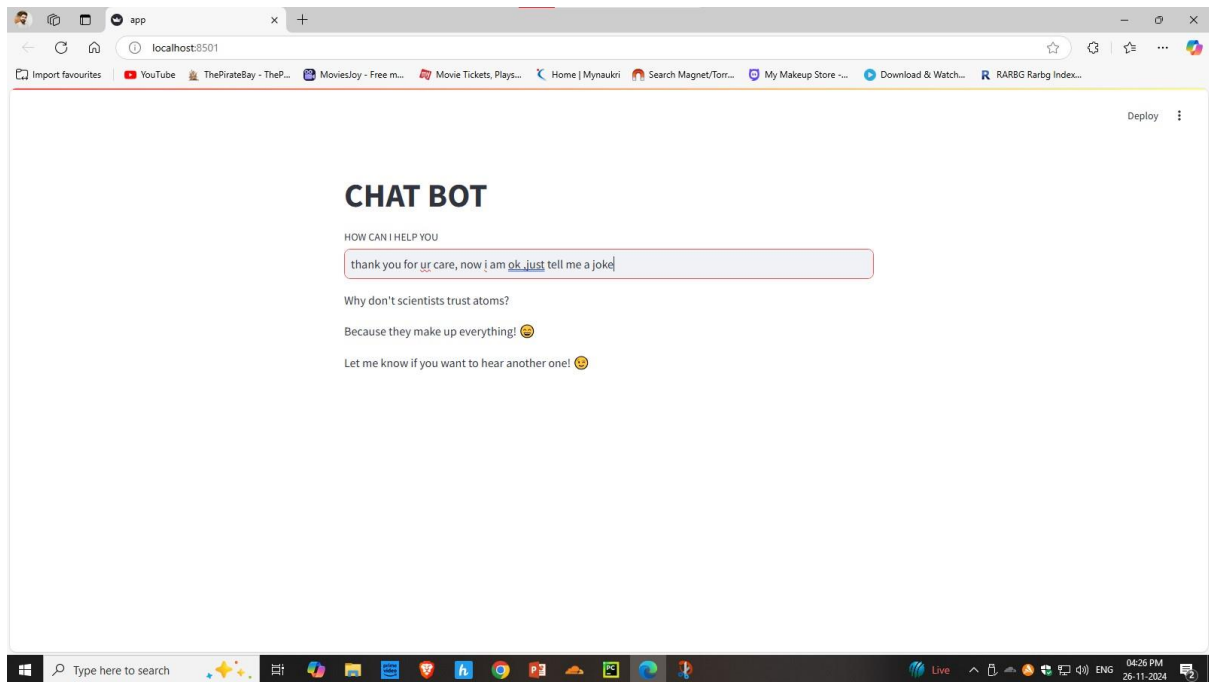 app
localhost:8501
Import favourites YouTube ThePirateBay - TheP... MoviesJoy - Free m... Movie Tickets, Plays... Home | Mynaukri Search Magnet/Torr... My Makeup Store -... Download & Watch... RARBG Rarbg Index...
Deploy
CHAT BOT
HOW CAN I HELP YOU
thank you for ur care, now i am ok ,just tell me a joke
Why don't scientists trust atoms?
Because they make up everything! 😄
Let me know if you want to hear another one! 😉
Type here to search Live ENG 04:26 PM
26-11-2024